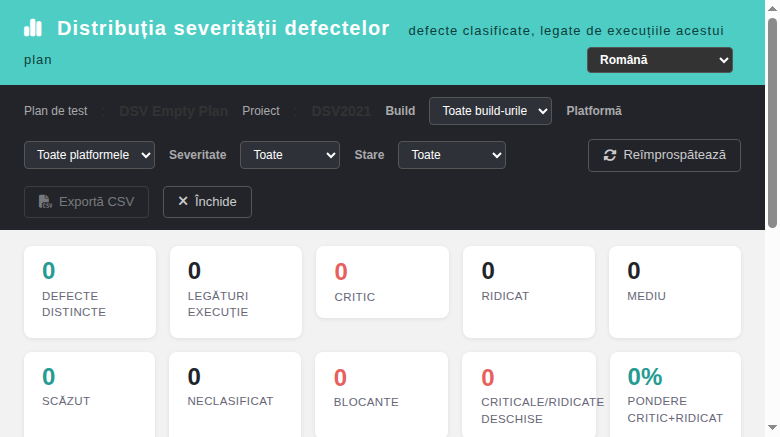 Distribuția severității defectelor defecte clasificate, legate de execuțiile acestui
plan
Română
Plan de test : DSV Empty Plan Proiect : DSV2021 Build Toate build-urile Platformă
Toate platformele Severitate Toate Stare Toate Reîmprospătează
Exportă CSV Închide
0 0 0 0 0
DEFECTE LEGĂTURI CRITIC RIDICAT MEDIU
DISTINCTE EXECUȚIE
0 0 0 0 0%
SCĂZUT NECLASIFICAT BLOCANTE CRITICALE/RIDICATE PONDERE
DESCHISE CRITIC+RIDICAT